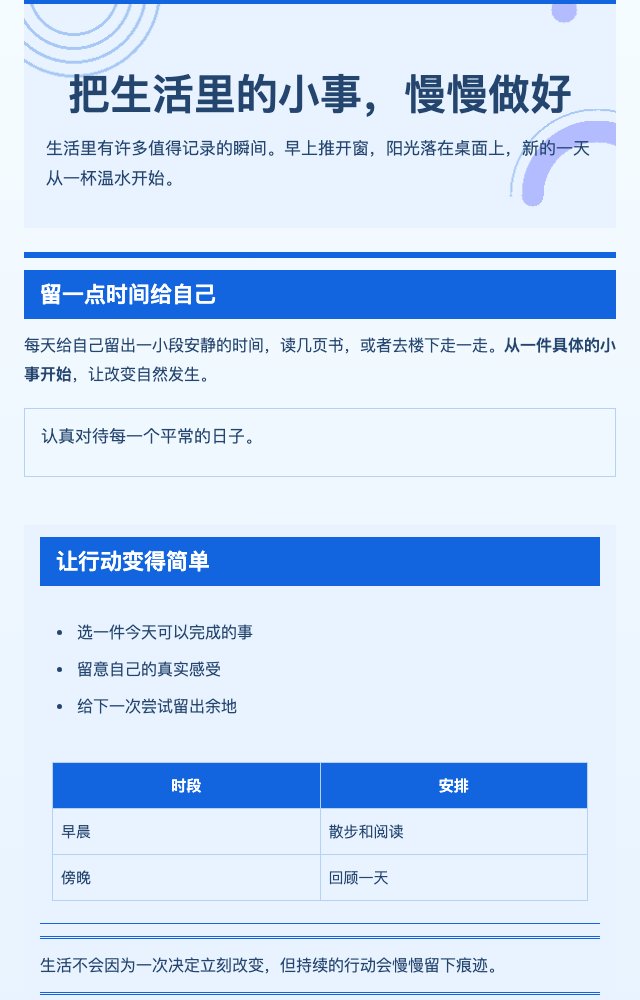 把生活里的小事，慢慢做好
生活里有许多值得记录的瞬间。早上推开窗，阳光落在桌面上，新的一天
从一杯温水开始。
留一点时间给自己
每天给自己留出一小段安静的时间，读几页书，或者去楼下走一走。从一件具体的小
事开始，让改变自然发生。
认真对待每一个平常的日子。
让行动变得简单
选一件今天可以完成的事
留意自己的真实感受
给下一次尝试留出余地
时段 安排
早晨 散步和阅读
傍晚 回顾一天
生活不会因为一次决定立刻改变，但持续的行动会慢慢留下痕迹。